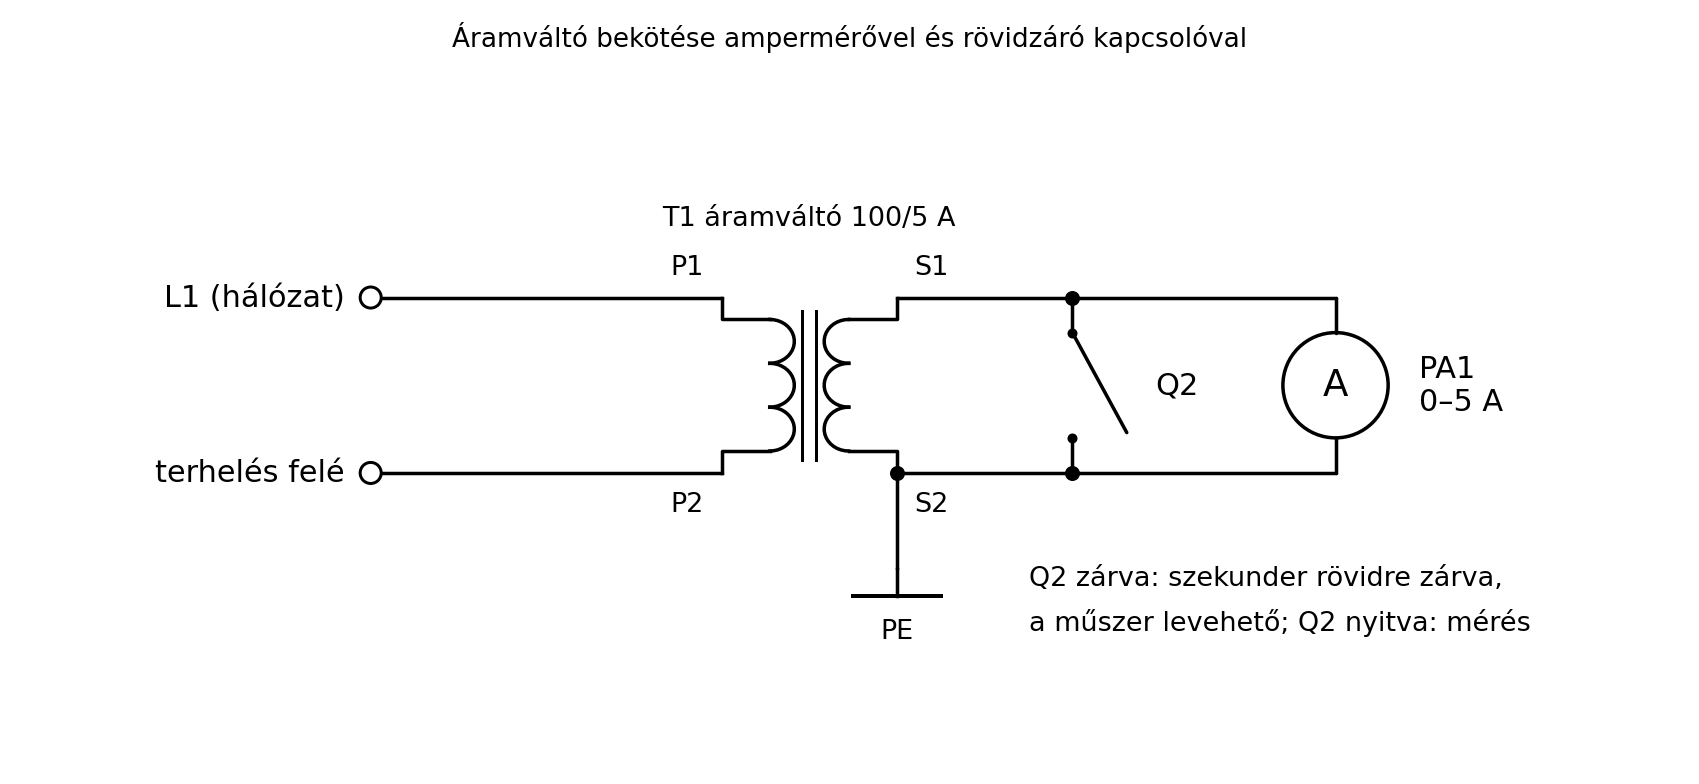 Áramváltó bekötése ampermérővel és rövidzáró kapcsolóval
T1 áramváltó 100/5 A
P1
S1
L1 (hálózat)
Q2
A
PA1
0–5 A
terhelés felé
P2
S2
Q2 zárva: szekunder rövidre zárva,
a műszer levehető; Q2 nyitva: mérés
PE